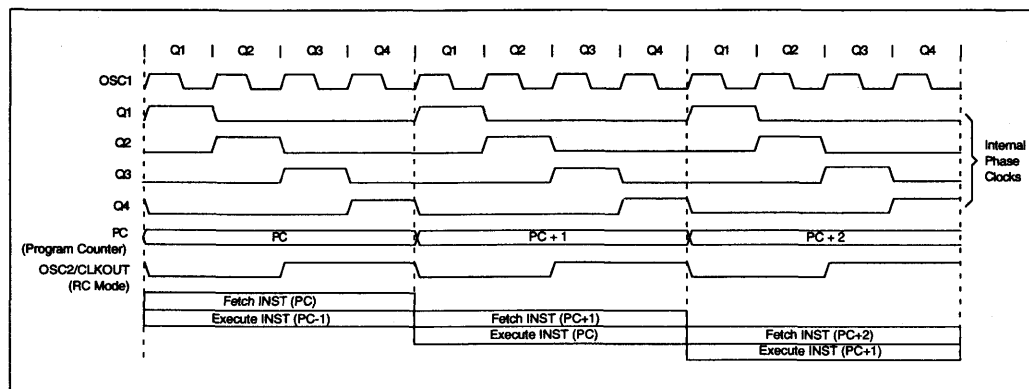 Q1 | Q2 | Q3 | Q4 | Q1 | Q2 | Q3 | Q4 | Q1 | Q2 | Q3 | Q4
OSC1
Q1
Q2
Q3
Q4
Internal
Phase
Clocks
PC
(Program Counter)
PC
PC + 1
PC + 2
OSC2/CLKOUT
(RC Mode)
Fetch INST (PC)
Execute INST (PC-1)
Fetch INST (PC+1)
Execute INST (PC)
Fetch INST (PC+2)
Execute INST (PC+1)